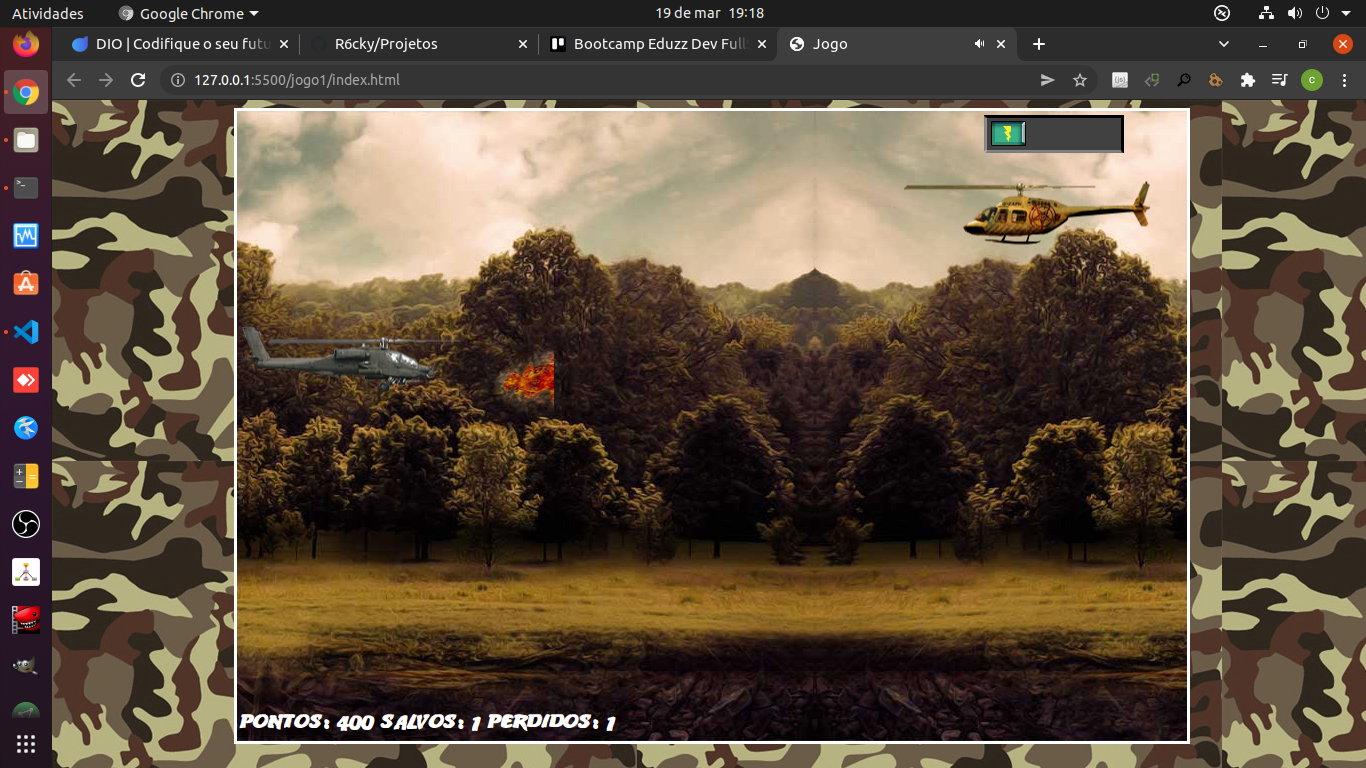 Atividades
Google Chrome
19 de mar 19:18
DIO | Codifique o seu futu
R6cky/Projetos
Bootcamp Eduzz Dev Full
Jogo
127.0.0.1:5500/jogo1/index.html
c
PONTOS: 400 SALVOS: 1 PERDIDOS: 1